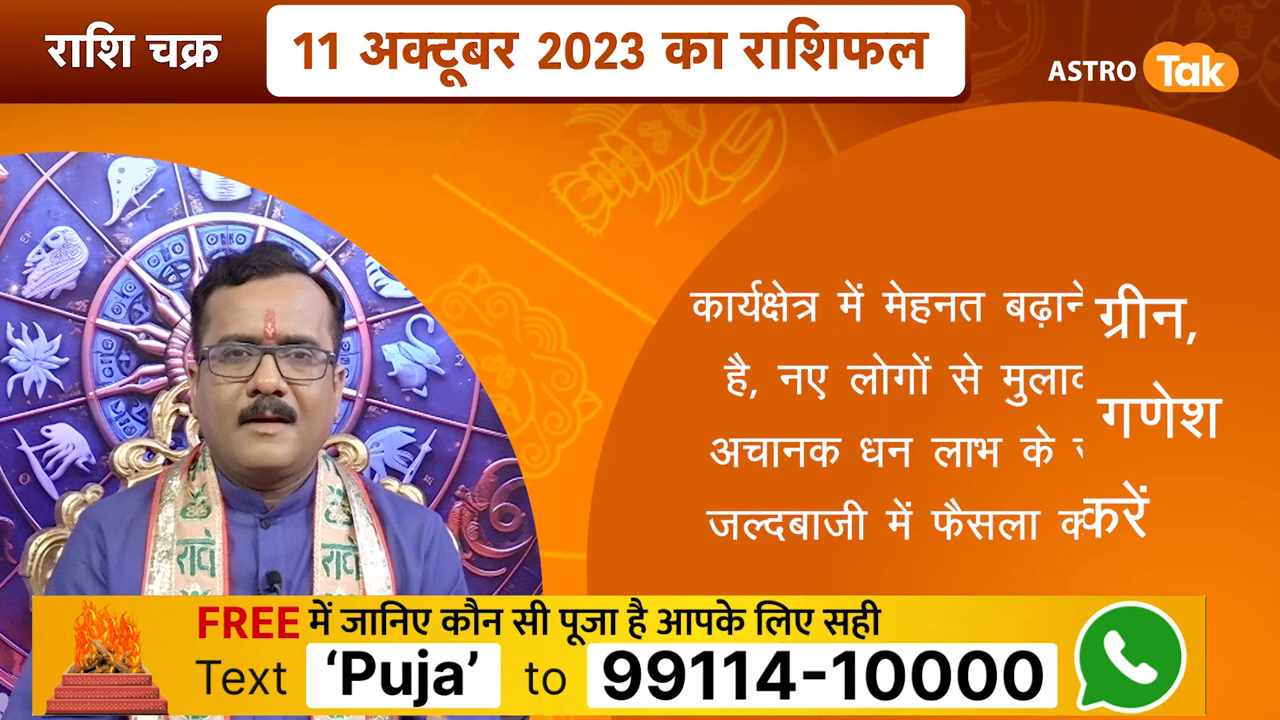 राशि चक्र
11 अक्टूबर 2023 का राशिफल
ASTRO Tak
कार्यक्षेत्र में मेहनत
है, नए लोगों से
अचानक धन लाभ के
जल्दबाजी में फैसला
ग्रीन,
गणेश
करें
FREE में जानिए कौन सी पूजा है आपके लिए सही
Text 'Puja' to 99114-10000